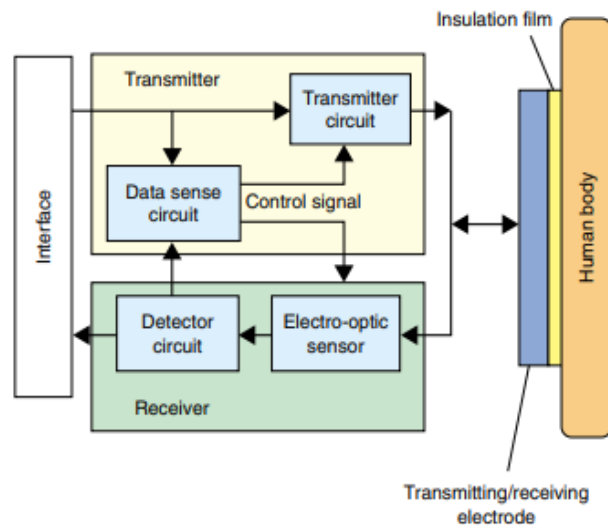 Insulation film
Transmitter
Transmitter
circuit
Data sense
circuit
Control signal
Interface
Human body
Detector
circuit
Electro-optic
sensor
Receiver
Transmitting/receiving
electrode